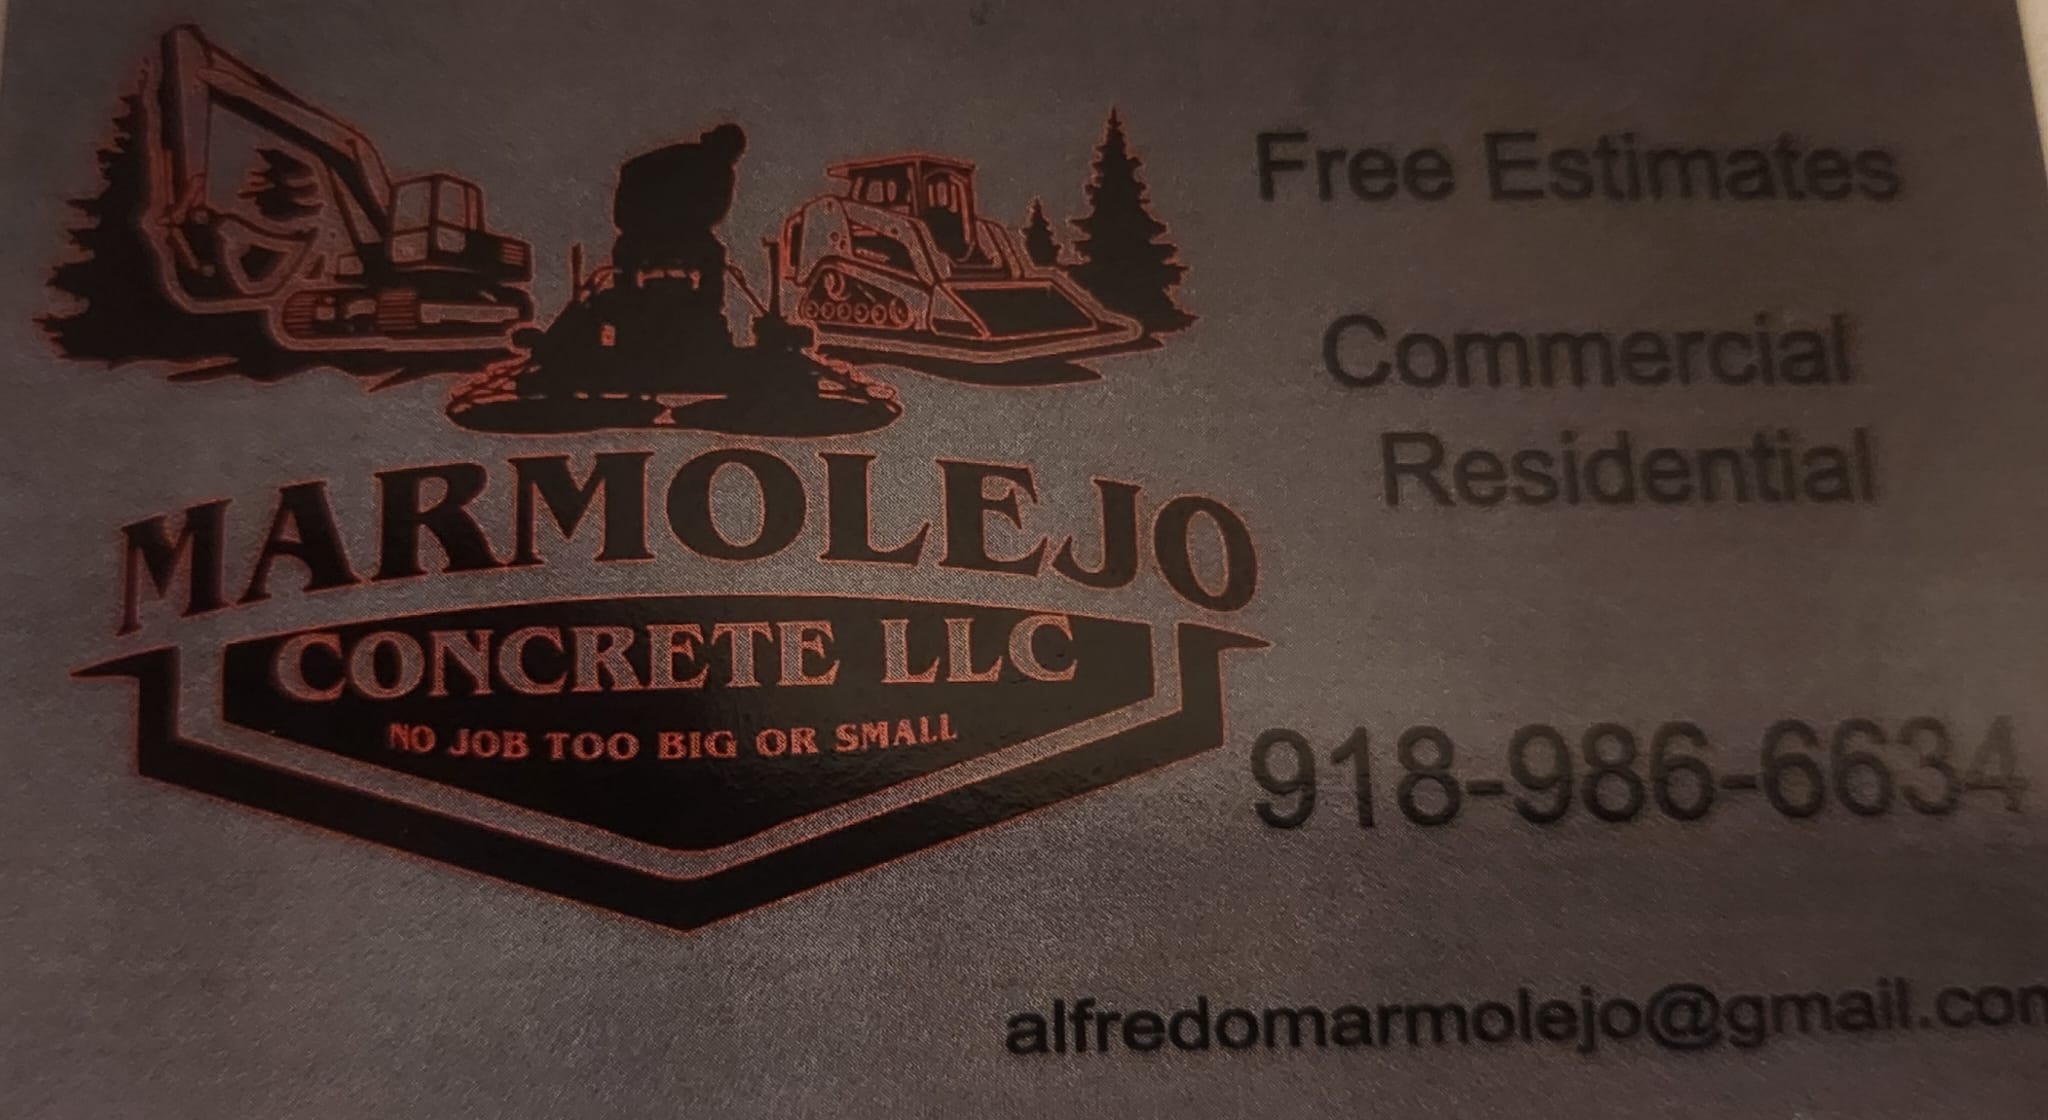 MARMOLEJO
CONCRETE LLC
NO JOB TOO BIG OR SMALL
Free Estimates
Commercial
Residential
918-986-6634
alfredomarmolejo@gmail.com